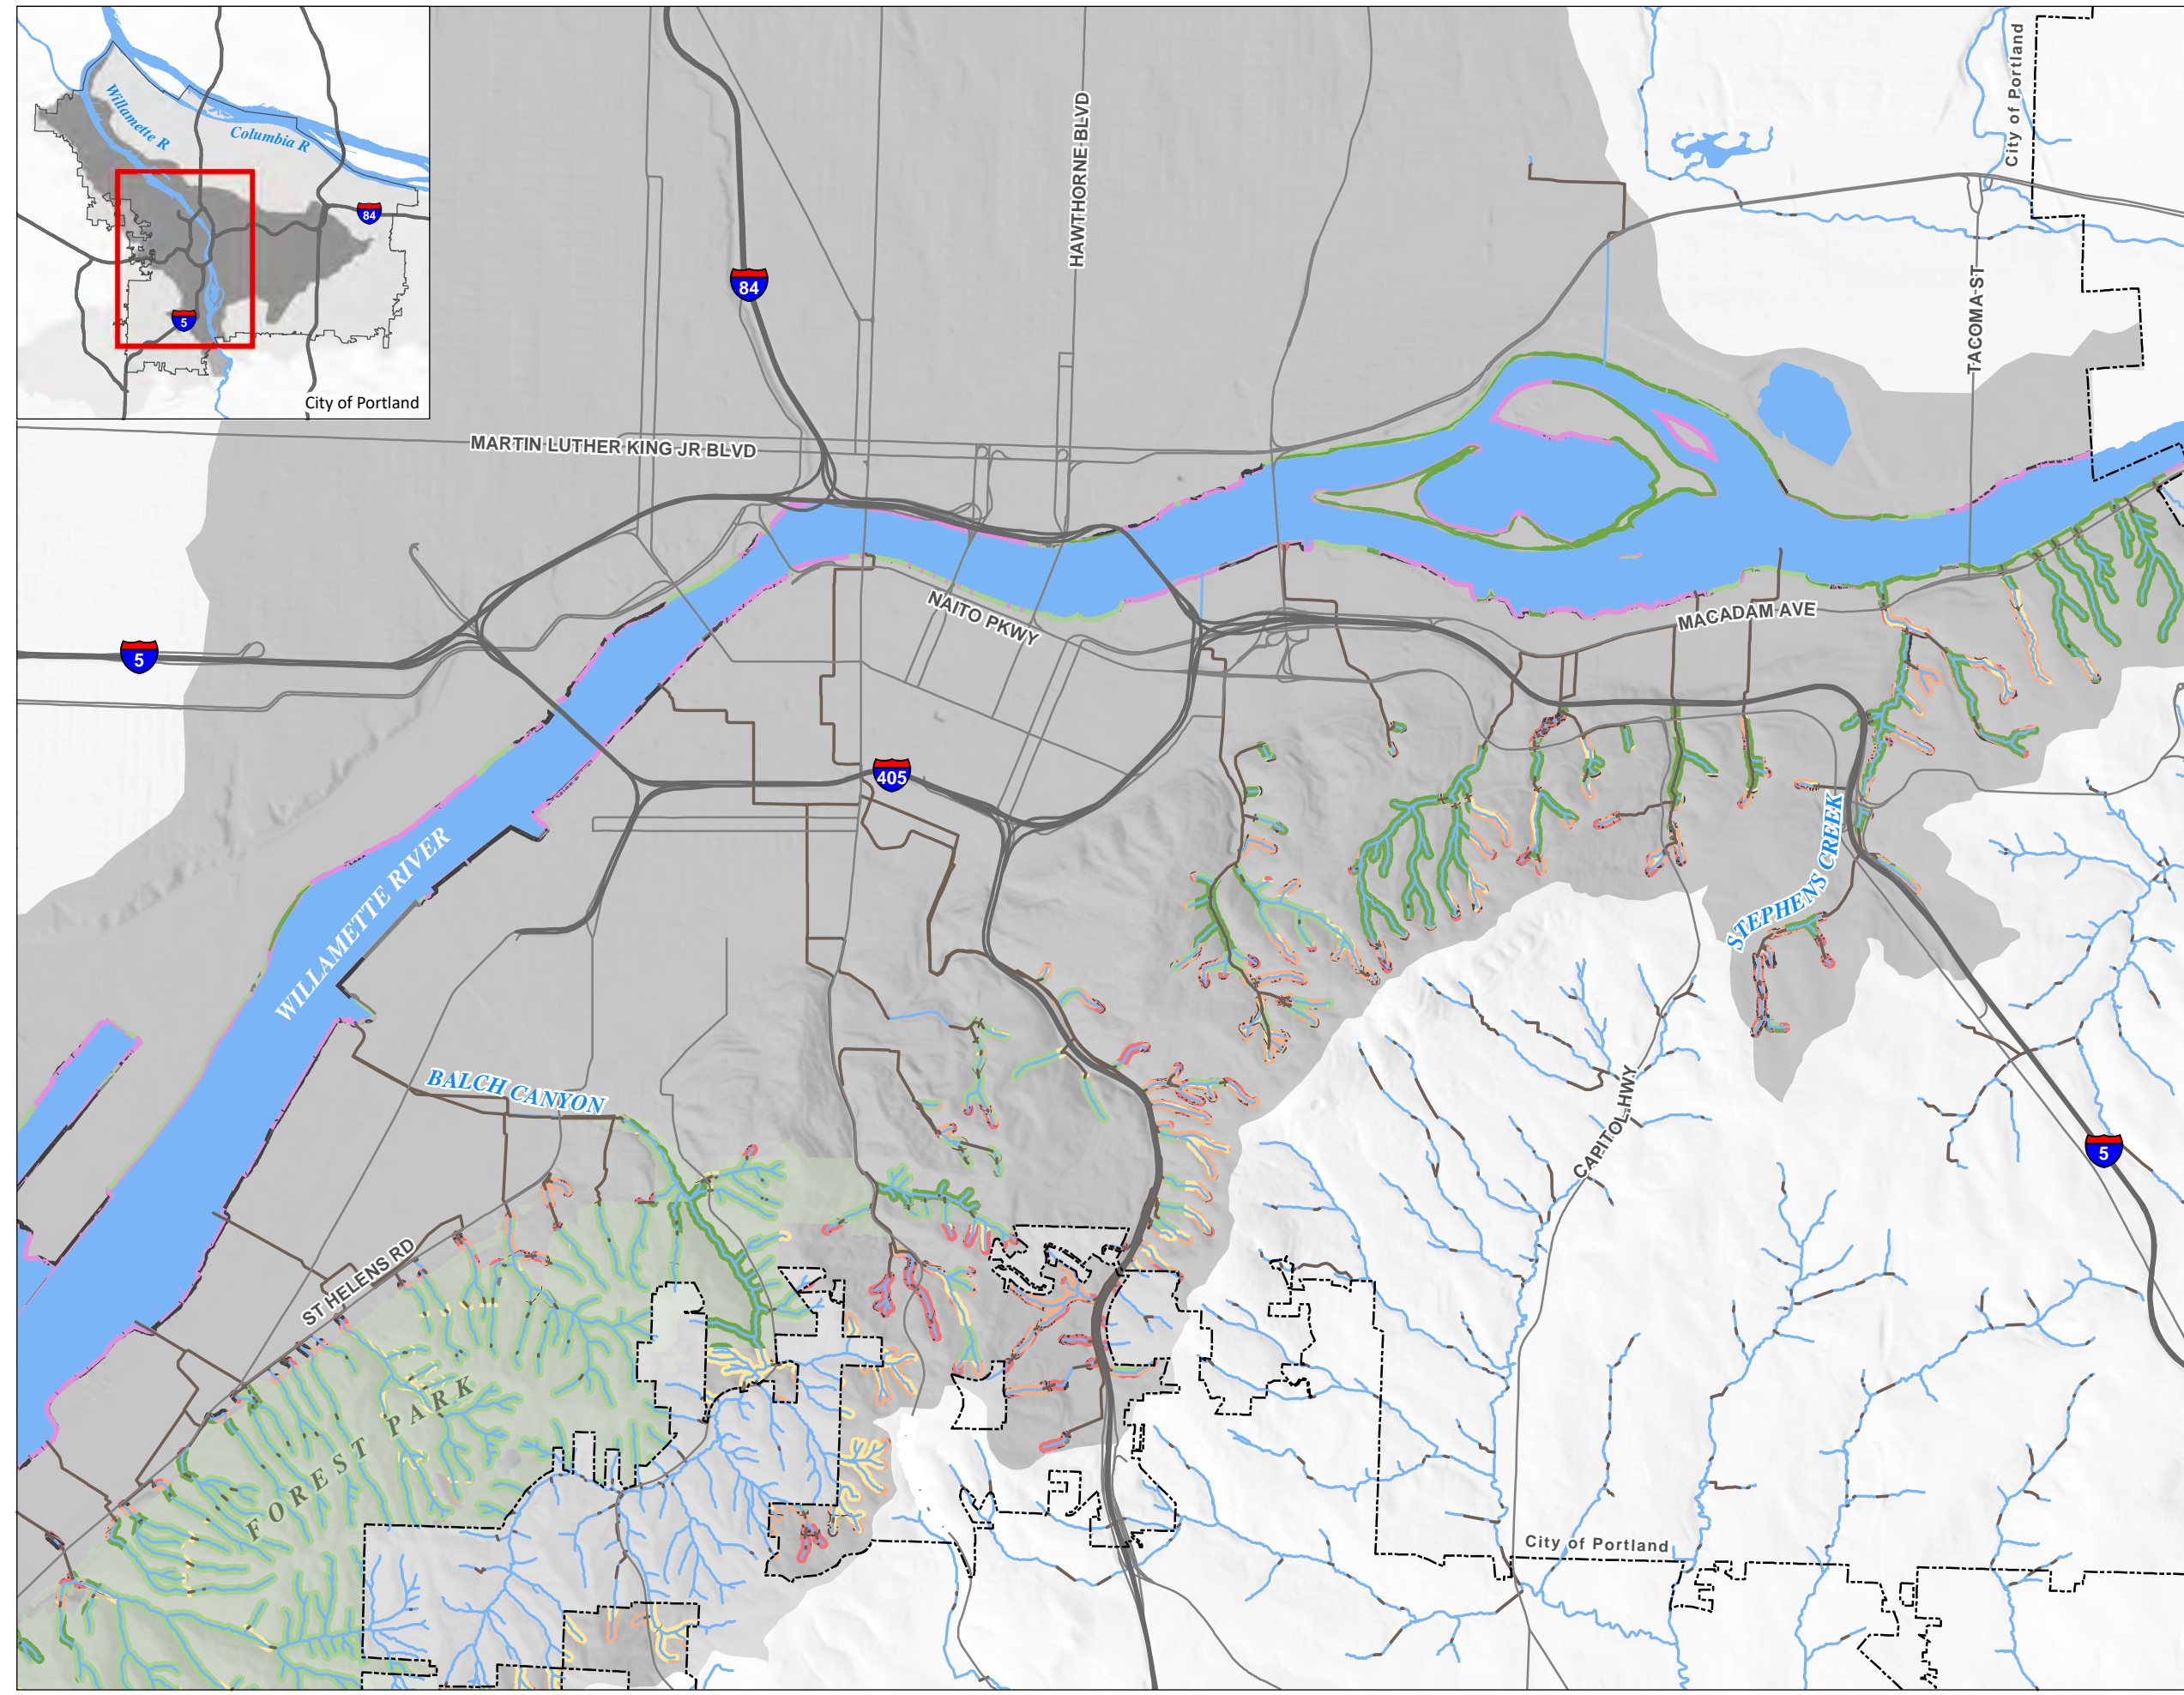 Willamette R
Columbia R
84
5
City of Portland
City of Portland
HAWTHORNE BLVD
84
TACOMA ST
MARTIN LUTHER KING JR BLVD
NAITO PKWY
MACADAM AVE
5
405
STEPHENS CREEK
WILLAMETTE RIVER
BALCH CANYON
CAPITOL HWY
5
ST HELENS RD
FOREST PARK
City of Portland